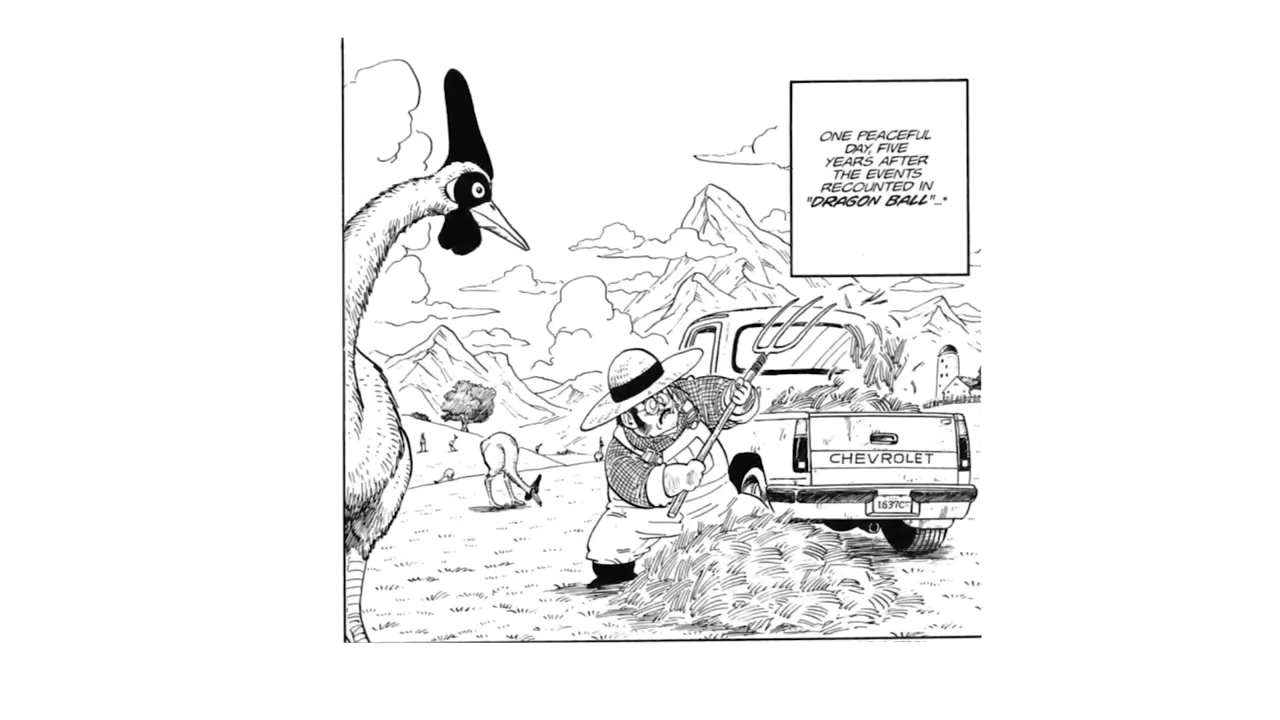 ONE PEACEFUL
DAY, FIVE
YEARS AFTER
THE EVENTS
RECOUNTED IN
"DRAGON BALL"...*
CHEVROLET